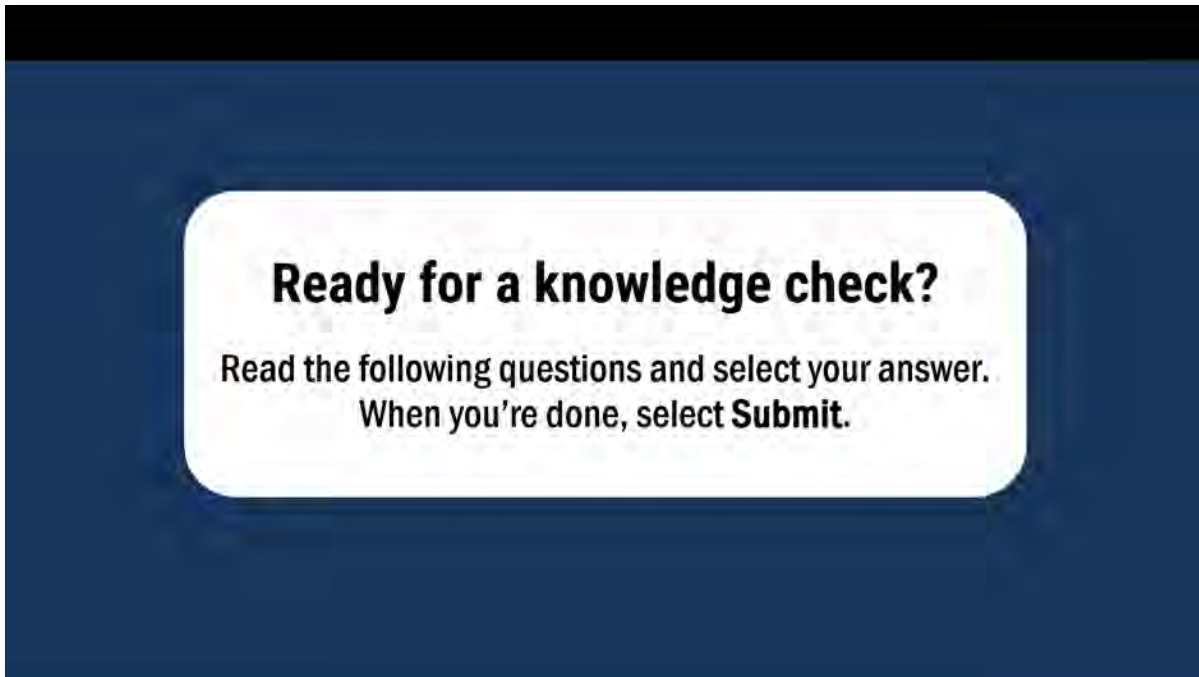 Ready for a knowledge check?
Read the following questions and select your answer.
When you’re done, select Submit.